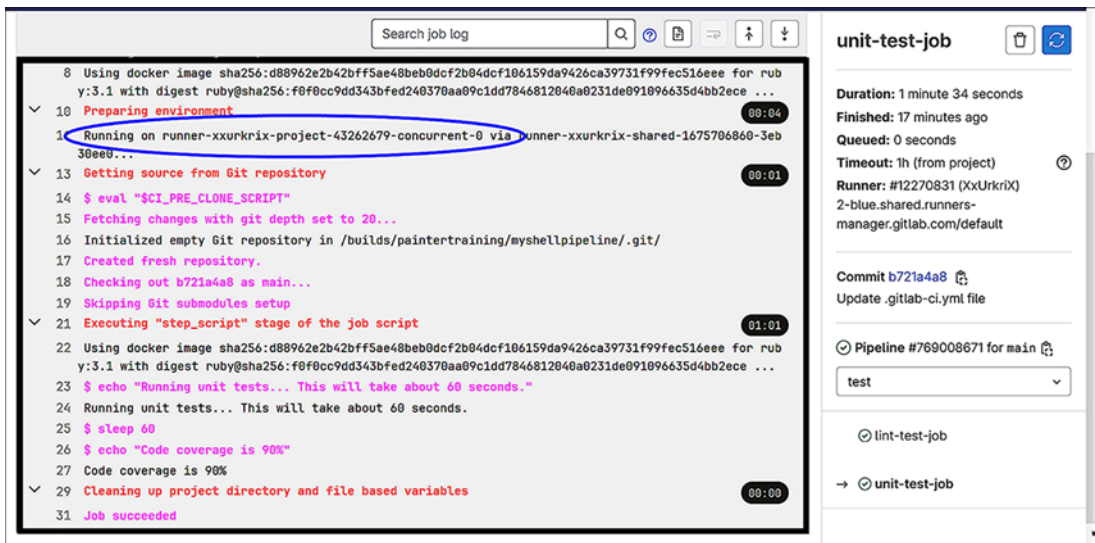 Search job log
8 Using docker image sha256:d88962e2b42bff5ae48beb0dcf2b04dcf106159da9426ca39731f99fec516eee for rub
y:3.1 with digest ruby@sha256:f0f0cc9dd343bfed240370aa09c1dd7846812040a0231de091096635d4bb2ece ...
10 Preparing environment 00:04
Running on runner-xxurkrix-project-43262679-concurrent-0 via runner-xxurkrix-shared-1675706860-3eb
30ee0...
13 Getting source from Git repository 00:01
14 $ eval "$CI_PRE_CLONE_SCRIPT"
15 Fetching changes with git depth set to 20...
16 Initialized empty Git repository in /builds/paintertraining/myshellpipeline/.git/
17 Created fresh repository.
18 Checking out b721a4a8 as main...
19 Skipping Git submodules setup
21 Executing "step_script" stage of the job script 01:01
22 Using docker image sha256:d88962e2b42bff5ae48beb0dcf2b04dcf106159da9426ca39731f99fec516eee for rub
y:3.1 with digest ruby@sha256:f0f0cc9dd343bfed240370aa09c1dd7846812040a0231de091096635d4bb2ece ...
23 $ echo "Running unit tests... This will take about 60 seconds."
24 Running unit tests... This will take about 60 seconds.
25 $ sleep 60
26 $ echo "Code coverage is 90%"
27 Code coverage is 90%
29 Cleaning up project directory and file based variables 00:00
31 Job succeeded
unit-test-job
Duration: 1 minute 34 seconds
Finished: 17 minutes ago
Queued: 0 seconds
Timeout: 1h (from project)
Runner: #12270831 (XxUrkriX)
2-blue.shared.runners-
manager.gitlab.com/default
Commit b721a4a8
Update .gitlab-ci.yml file
Pipeline #769008671 for main
test
lint-test-job
→ unit-test-job